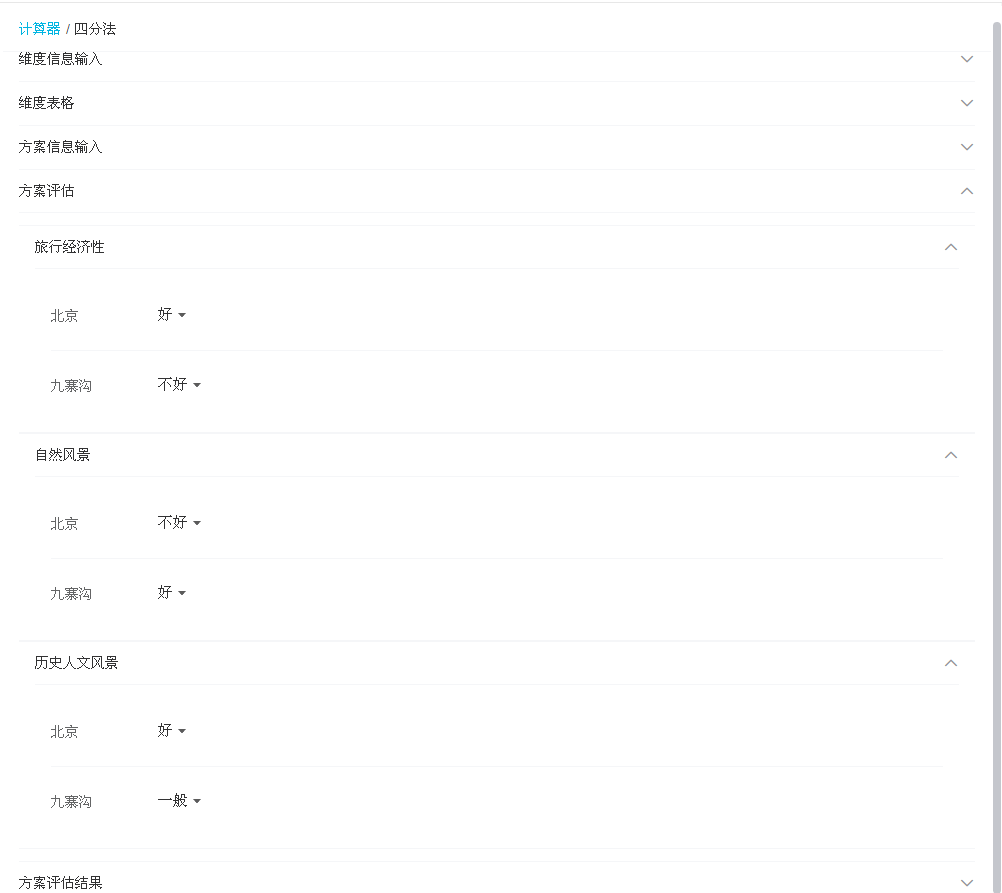 计算器 / 四分法
维度信息输入
维度表格
方案信息输入
方案评估
旅行经济性
北京 好
九寨沟 不好
自然风景
北京 不好
九寨沟 好
历史人文风景
北京 好
九寨沟 一般
方案评估结果